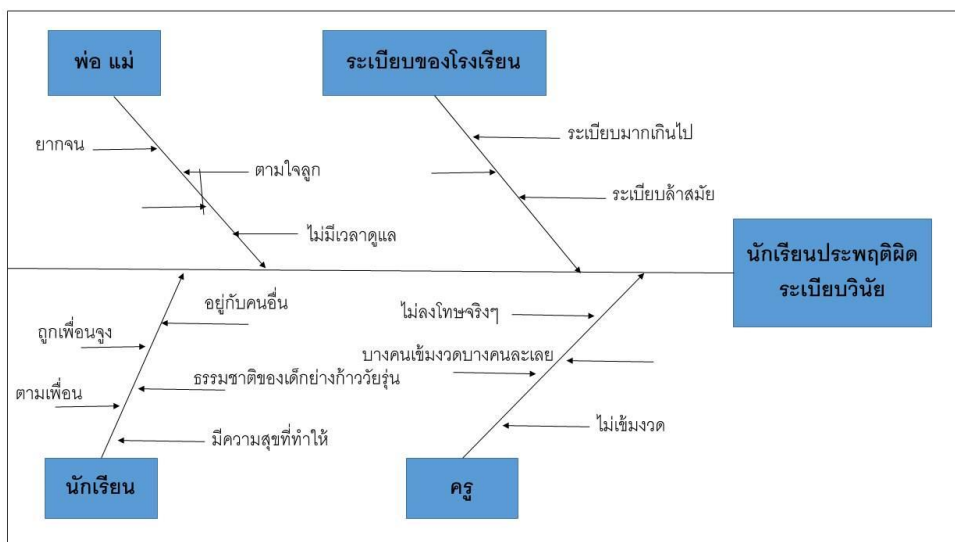 พ่อ แม่
ระเบียบของโรงเรียน
ยากจน
ระเบียบมากเกินไป
ตามใจลูก
ระเบียบล้าสมัย
ไม่มีเวลาดูแล
นักเรียนประพฤติผิด
ระเบียบวินัย
อยู่กับคนอื่น
ไม่ลงโทษจริงๆ
ถูกเพื่อนจูง
บางคนเข้มงวดบางคนละเลย
ธรรมชาติของเด็กย่างก้าววัยรุ่น
ตามเพื่อน
ไม่เข้มงวด
มีความสุขที่ทำให้
นักเรียน
ครู